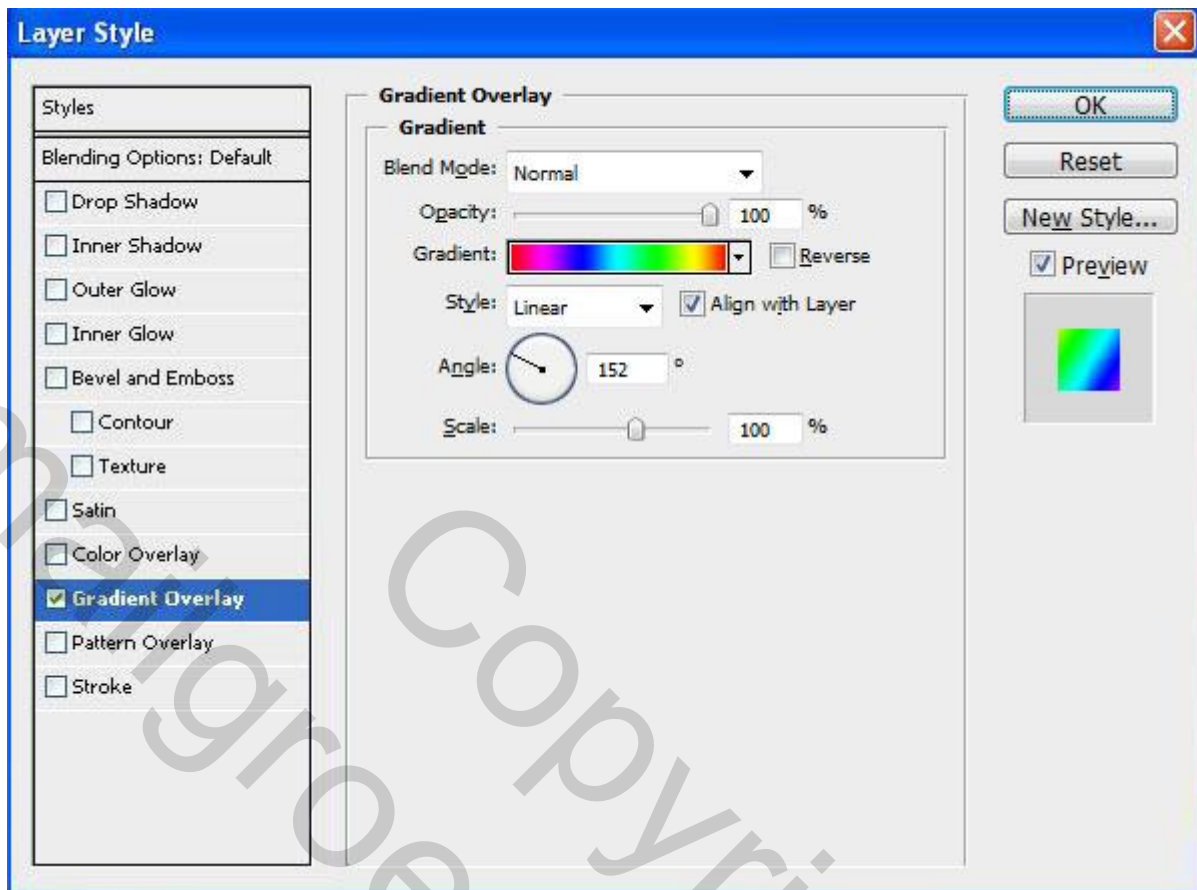 Layer Style
Styles
Blending Options: Default
Drop Shadow
Inner Shadow
Outer Glow
Inner Glow
Bevel and Emboss
Contour
Texture
Satin
Color Overlay
Gradient Overlay
Pattern Overlay
Stroke
Gradient Overlay
Gradient
Blend Mode: Normal
Opacity: 100 %
Gradient: Reverse
Style: Linear Align with Layer
Angle: 152 °
Scale: 100 %
OK
Reset
New Style...
Preview